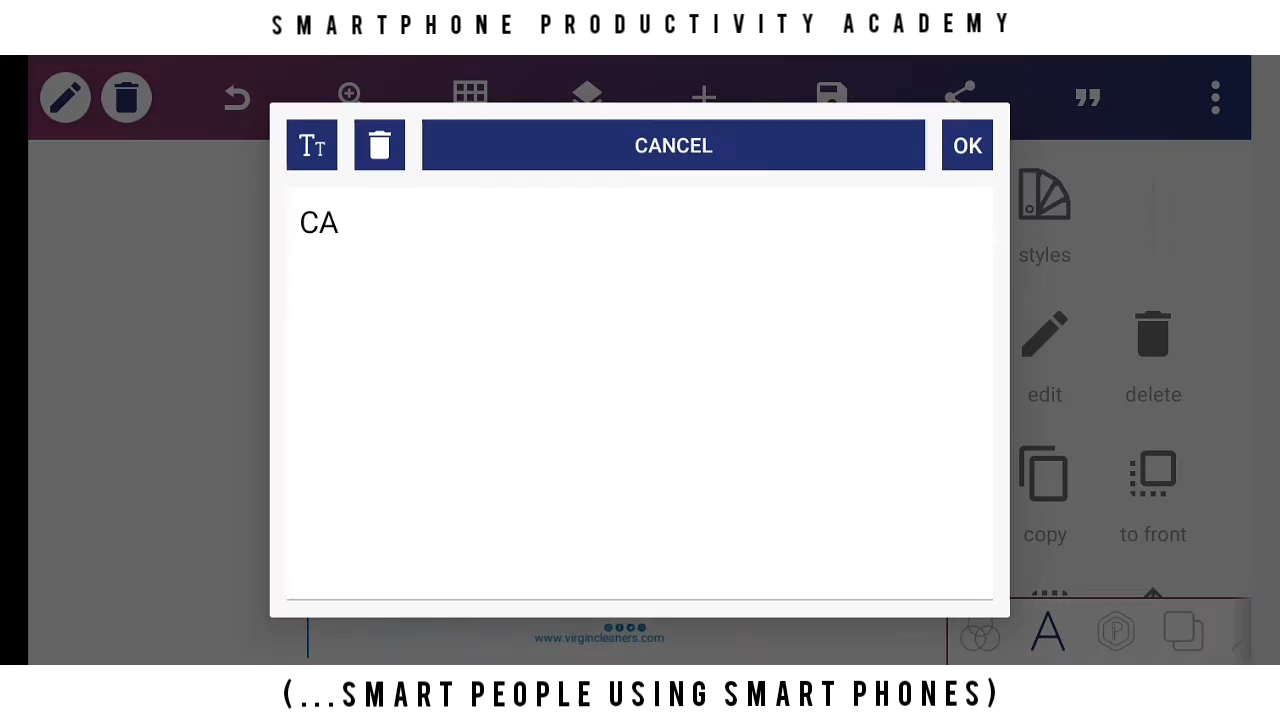 SMARTPHONE PRODUCTIVITY ACADEMY
Tт
CANCEL
OK
CA
styles
edit
delete
copy
to front
A
P
www.virgincleaners.com
(...SMART PEOPLE USING SMART PHONES)